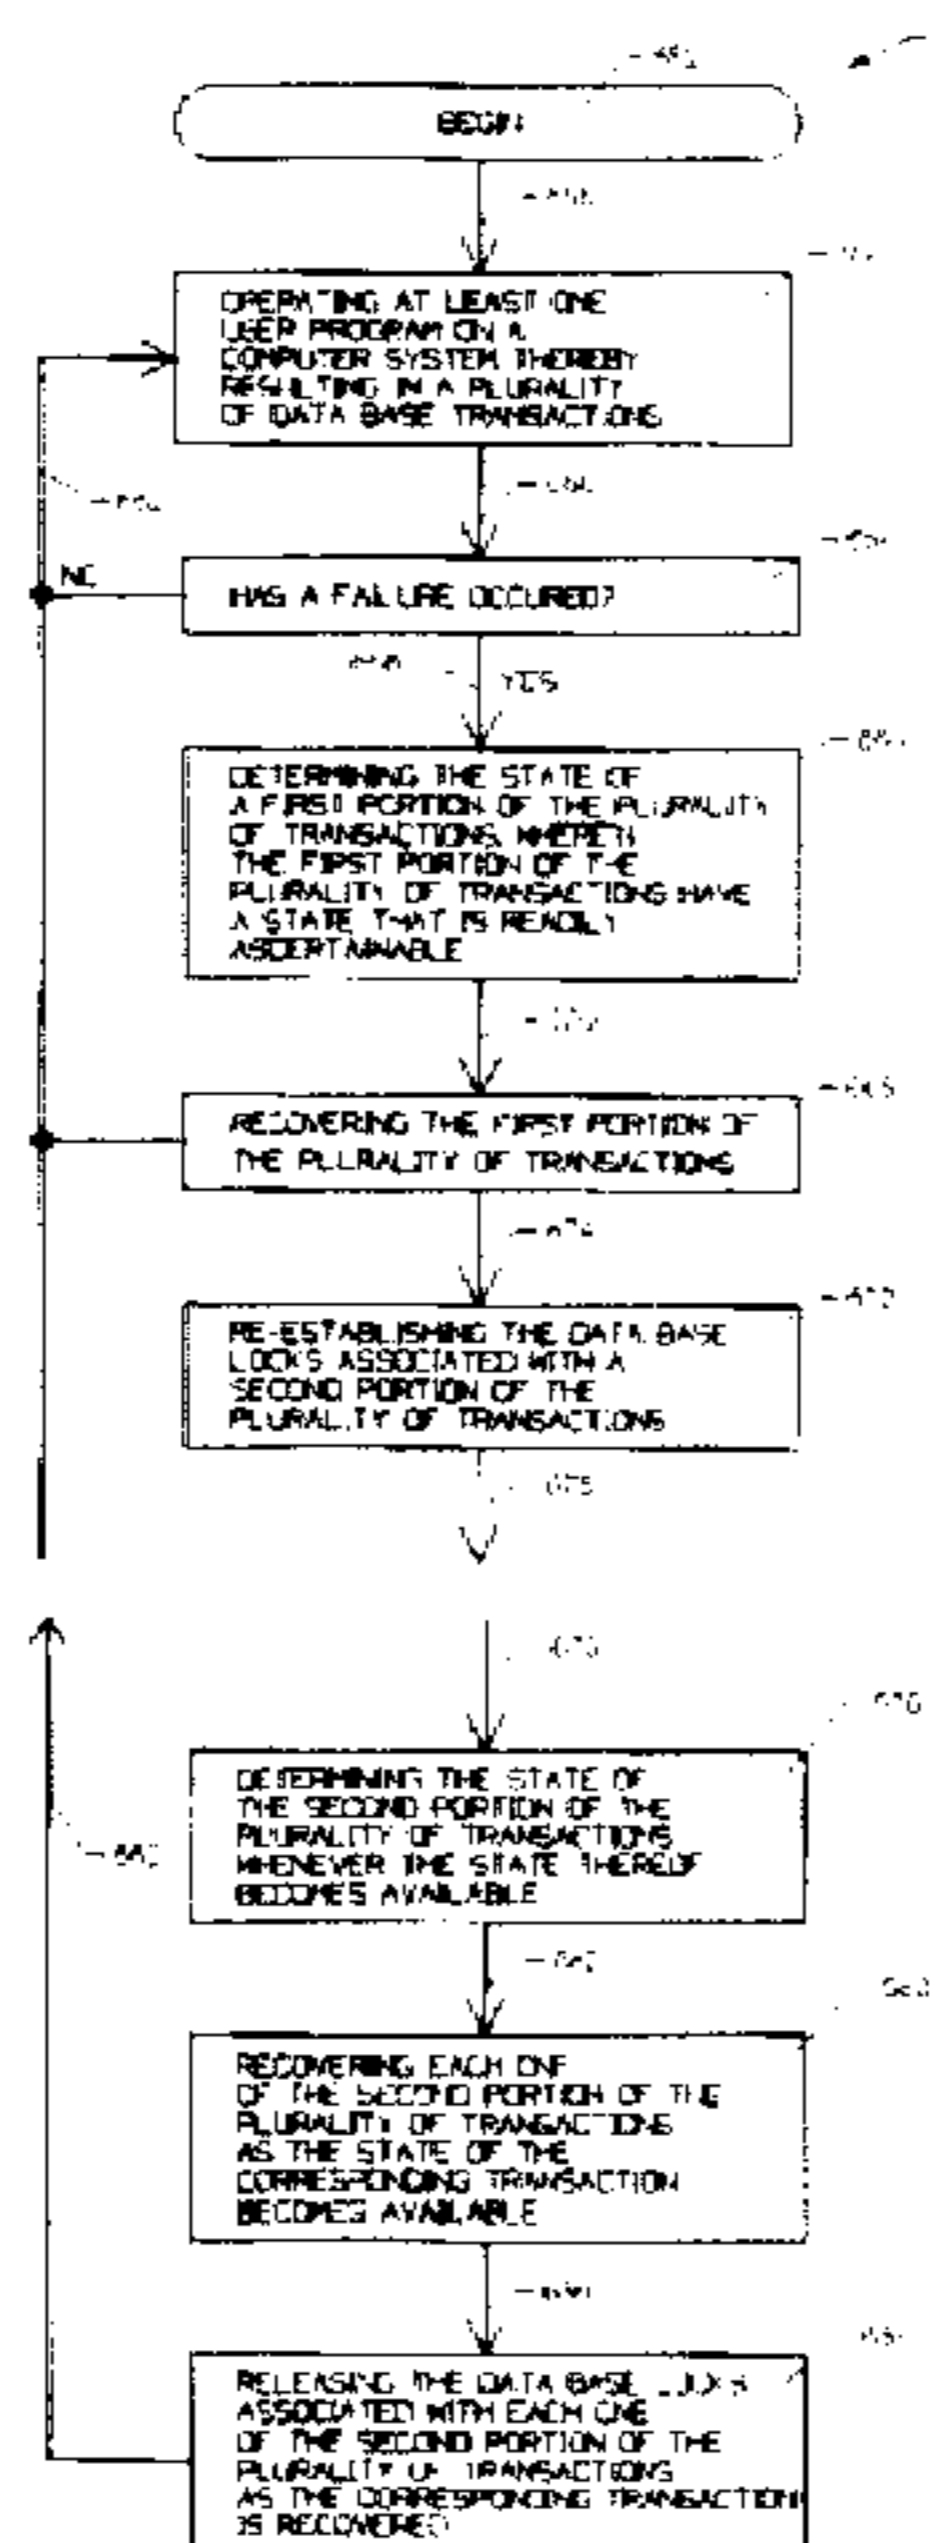 BEGIN
OPERATING AT LEAST ONE
USER PROGRAM ON A
COMPUTER SYSTEM, THEREBY
RESULTING IN A PLURALITY
OF DATA BASE TRANSACTIONS
NO
HAS A FAILURE OCCURED?
YES
DETERMINING THE STATE OF
A FIRST PORTION OF THE PLURALITY
OF TRANSACTIONS, WHEREIN
THE FIRST PORTION OF THE
PLURALITY OF TRANSACTIONS HAVE
A STATE THAT IS READILY
ASCERTAINABLE
RECOVERING THE FIRST PORTION OF
THE PLURALITY OF TRANSACTIONS
674
RE-ESTABLISHING THE DATA BASE
LOCKS ASSOCIATED WITH A
SECOND PORTION OF THE
PLURALITY OF TRANSACTIONS
DETERMINING THE STATE OF
THE SECOND PORTION OF THE
PLURALITY OF TRANSACTIONS
WHENEVER THE STATE THEREOF
BECOMES AVAILABLE
RECOVERING EACH ONE
OF THE SECOND PORTION OF THE
PLURALITY OF TRANSACTIONS
AS THE STATE OF THE
CORRESPONDING TRANSACTION
BECOMES AVAILABLE
RELEASING THE DATA BASE LOCKS
ASSOCIATED WITH EACH ONE
OF THE SECOND PORTION OF THE
PLURALITY OF TRANSACTIONS
AS THE CORRESPONDING TRANSACTION
IS RECOVERED